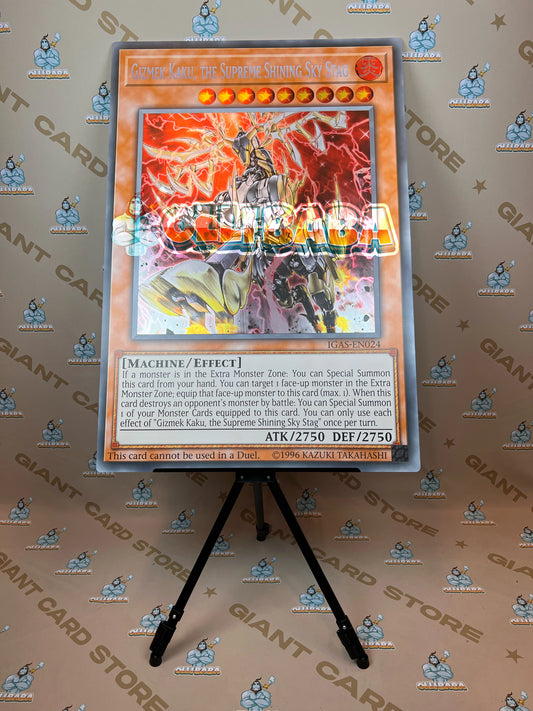 GIZMEK KAKU, THE SUPREME SHINING SKY STAG
炎
OLUBABA
IGAS-EN024
[MACHINE/EFFECT]
If a monster is in the Extra Monster Zone: You can Special Summon
this card from your hand. You can target 1 face-up monster in the Extra
Monster Zone; equip that face-up monster to this card (max. 1). When this
card destroys an opponent's monster by battle: You can Special Summon
1 of your Monster Cards equipped to this card. You can only use each
effect of "Gizmek Kaku, the Supreme Shining Sky Stag" once per turn.
ATK/2750 DEF/2750
This card cannot be used in a Duel. ©1996 KAZUKI TAKAHASHI
GIANT CARD STORE
OLUBABA